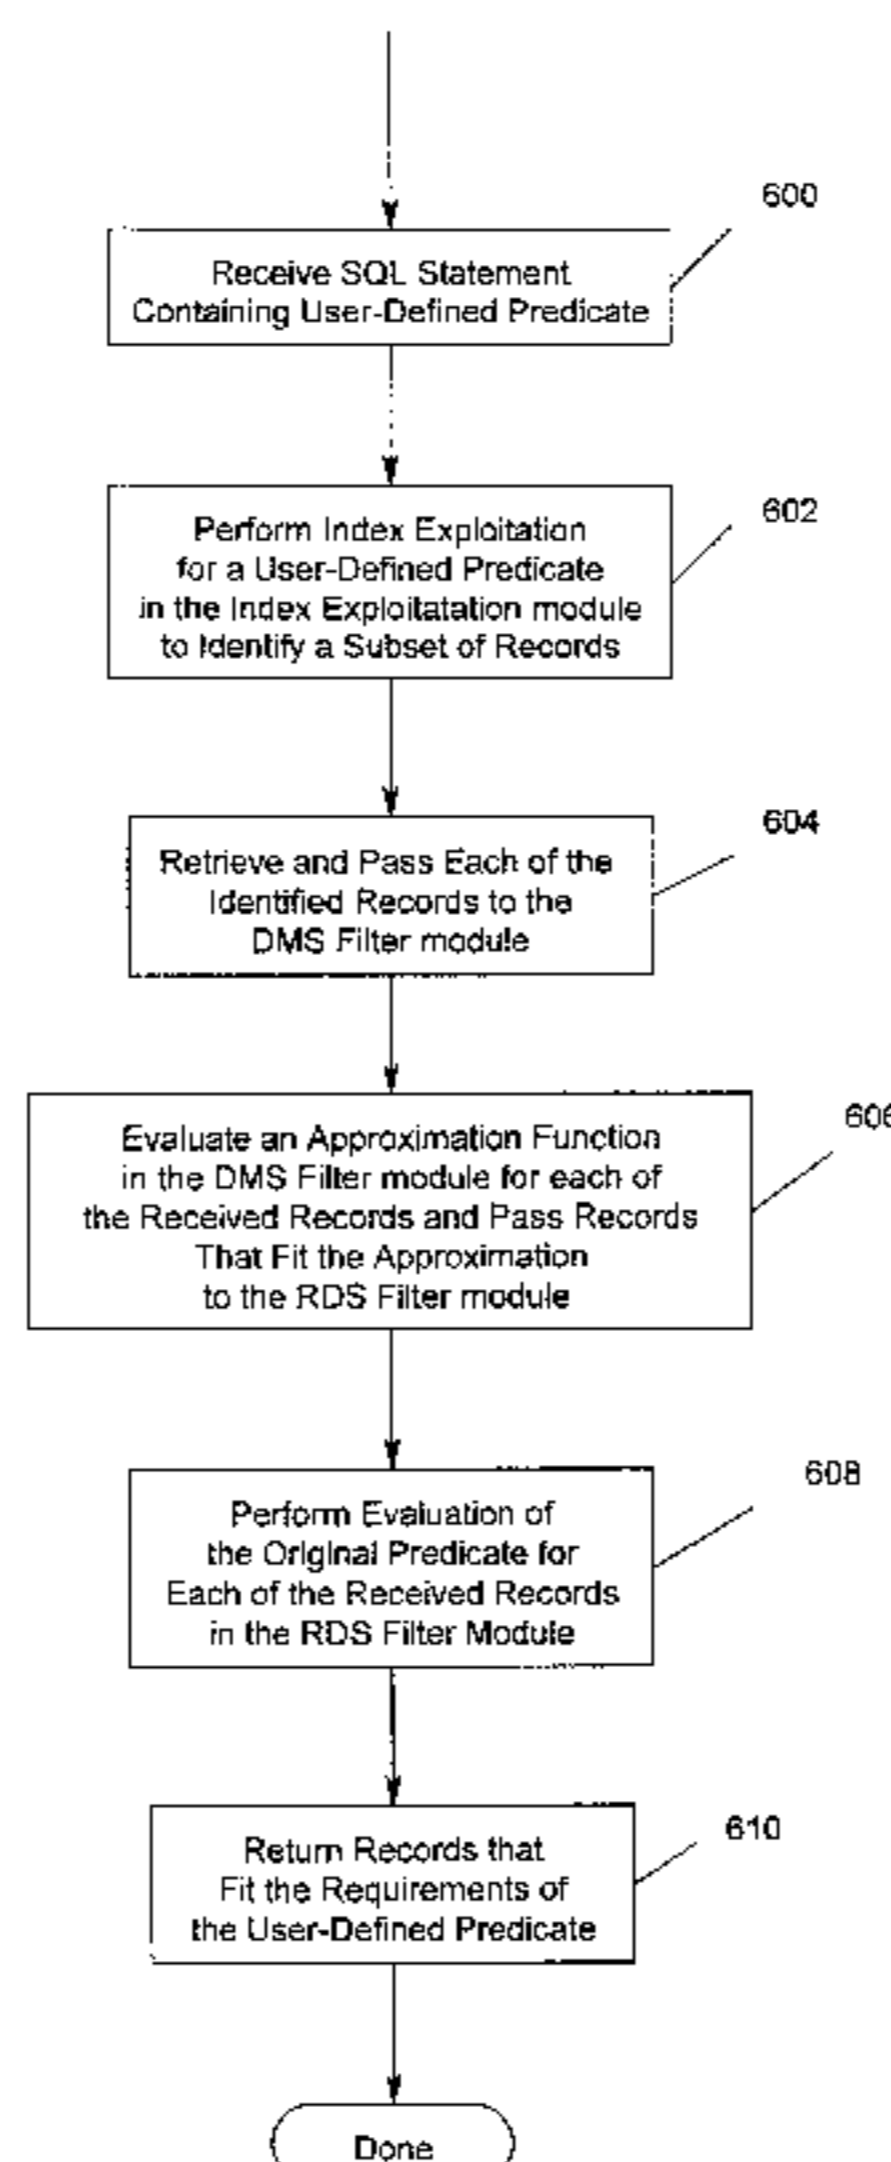 600
Receive SQL Statement
Containing User-Defined Predicate
602
Perform Index Exploitation
for a User-Defined Predicate
in the Index Exploitatation module
to Identify a Subset of Records
604
Retrieve and Pass Each of the
Identified Records to the
DMS Filter module
606
Evaluate an Approximation Function
in the DMS Filter module for each of
the Received Records and Pass Records
That Fit the Approximation
to the RDS Filter module
608
Perform Evaluation of
the Original Predicate for
Each of the Received Records
in the RDS Filter Module
610
Return Records that
Fit the Requirements of
the User-Defined Predicate
Done